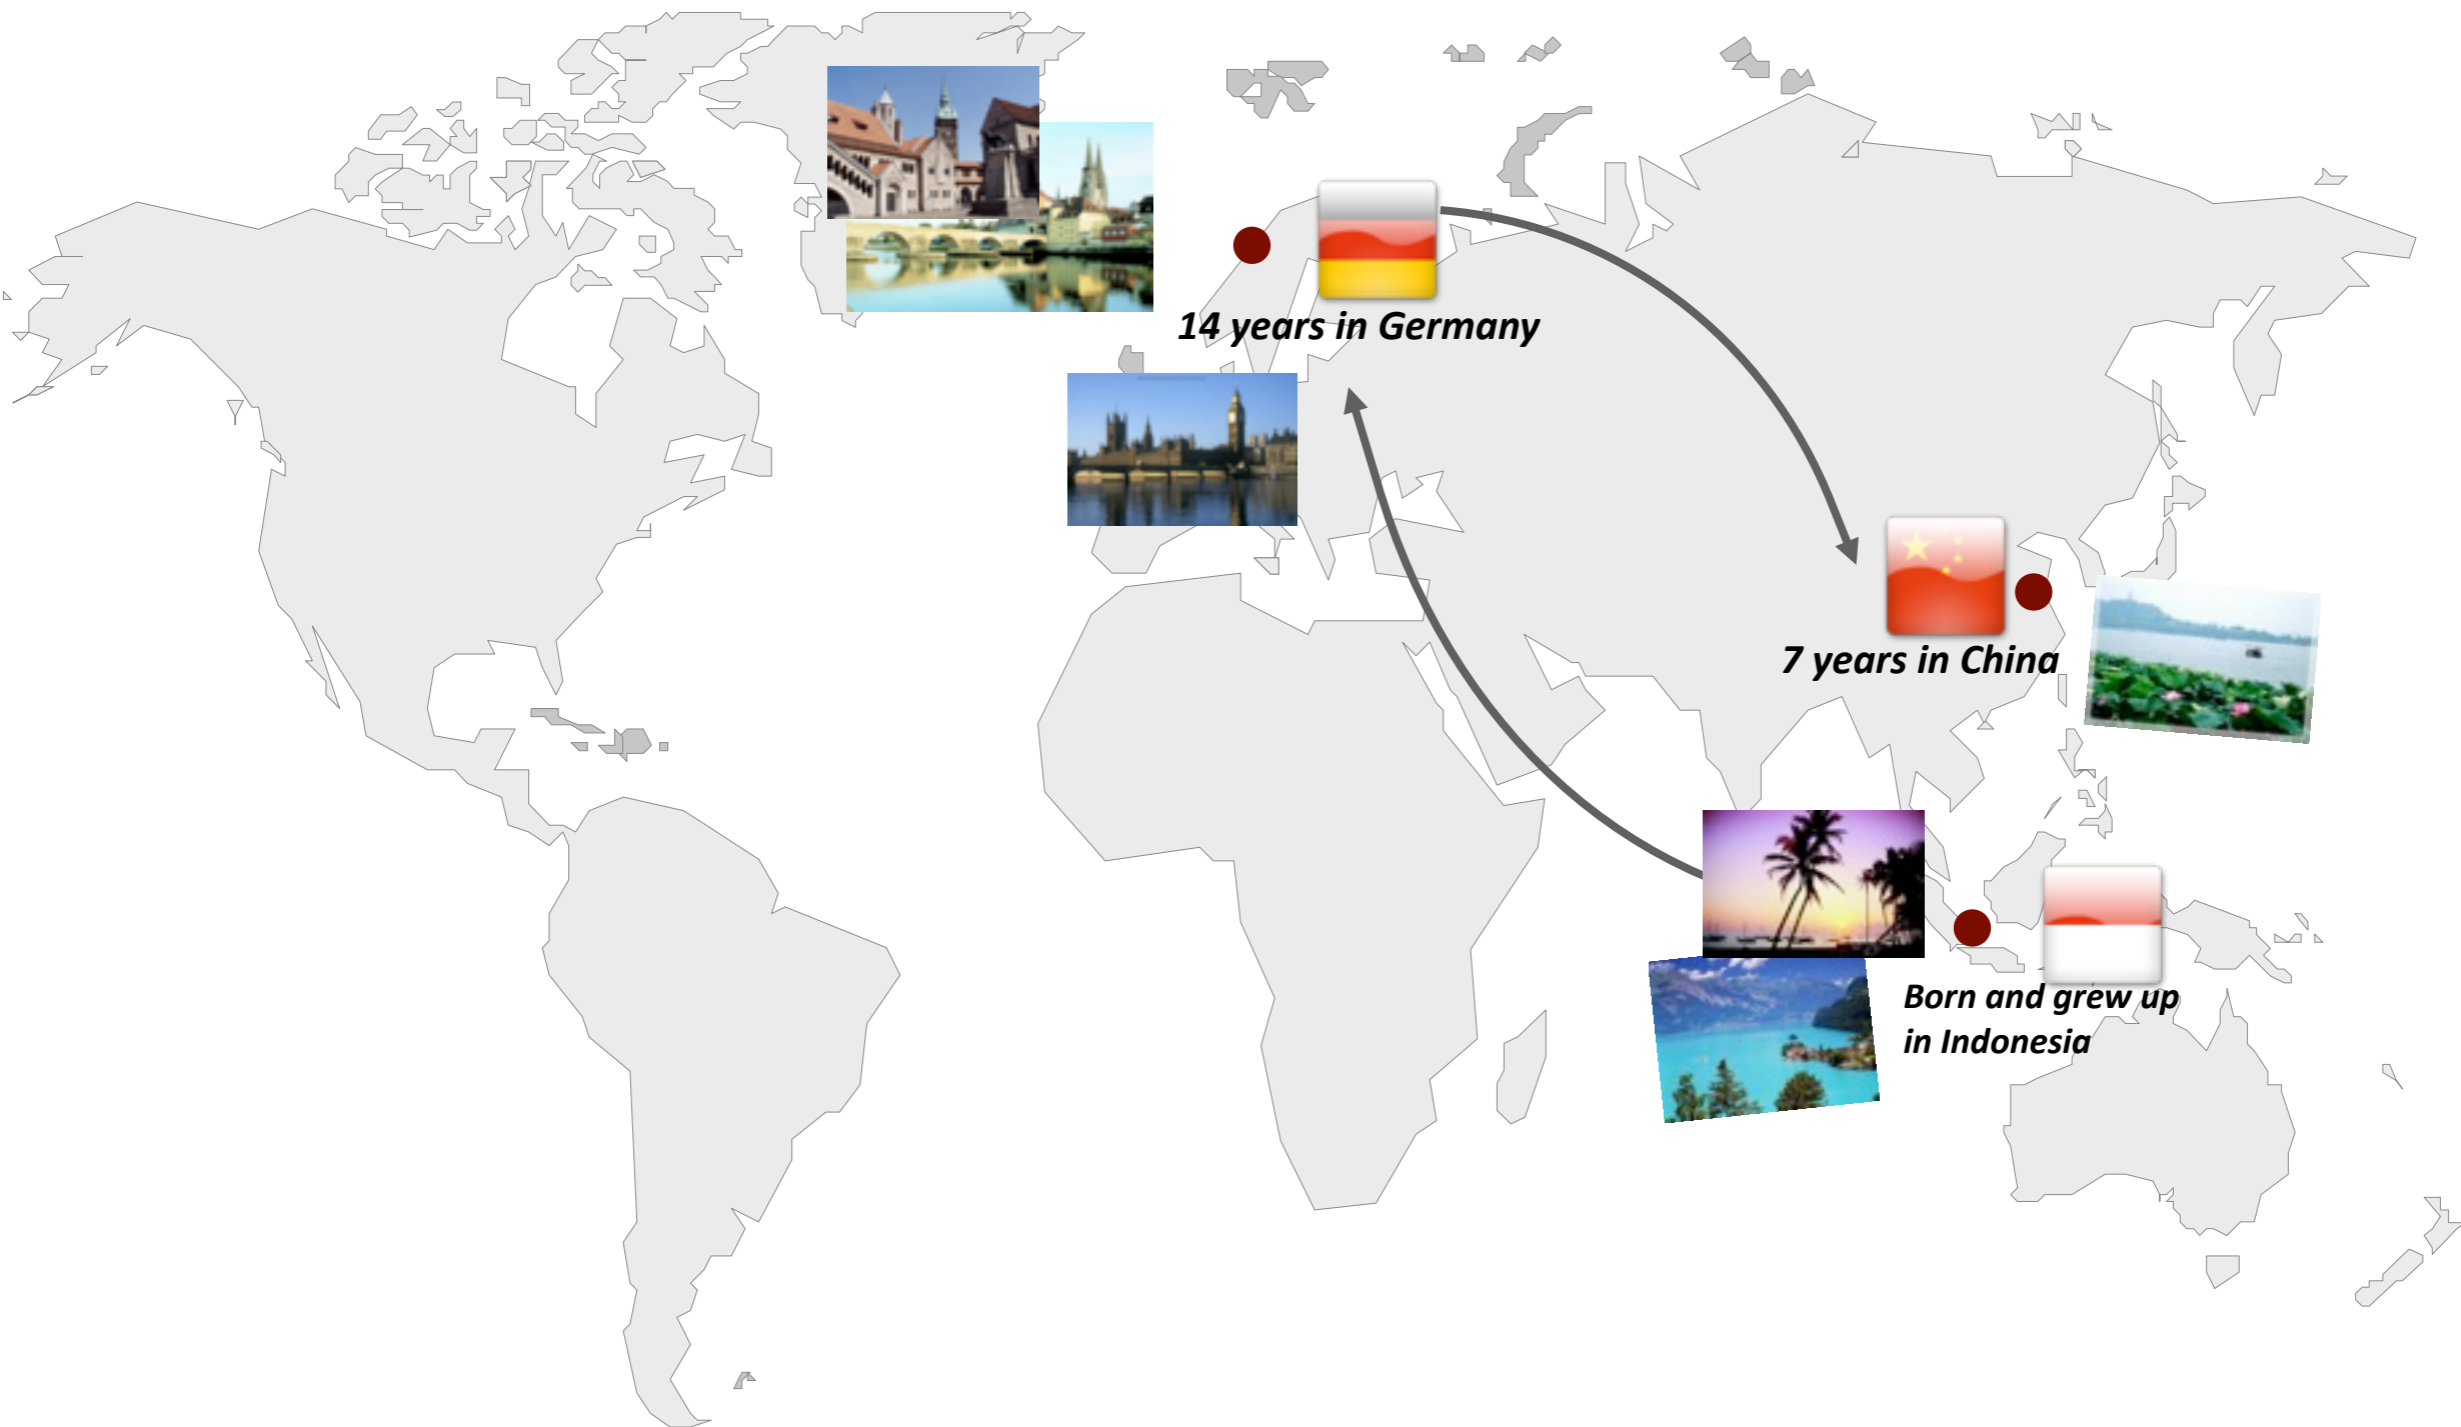 14 years in Germany
7 years in China
Born and grew up
in Indonesia